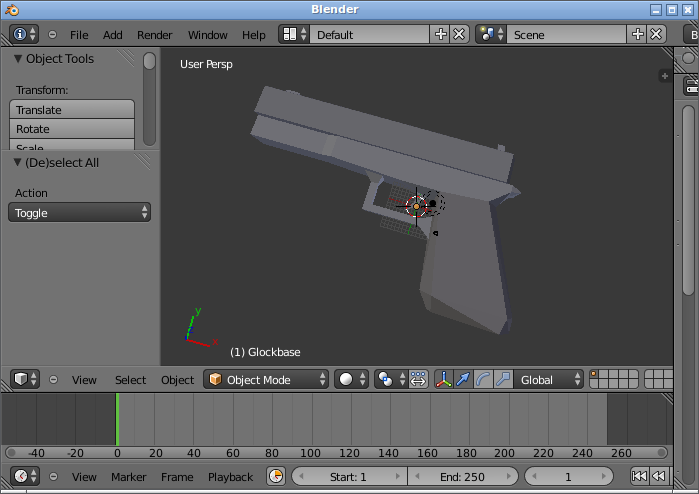 Blender
File Add Render Window Help Default Scene B
Object Tools
Transform:
Translate
Rotate
Scale
(De)select All
Action
Toggle
User Persp
y
x
(1) Glockbase
View Select Object Object Mode Global
-40 -20 0 20 40 60 80 100 120 140 160 180 200 220 240 260
View Marker Frame Playback Start: 1 End: 250 1